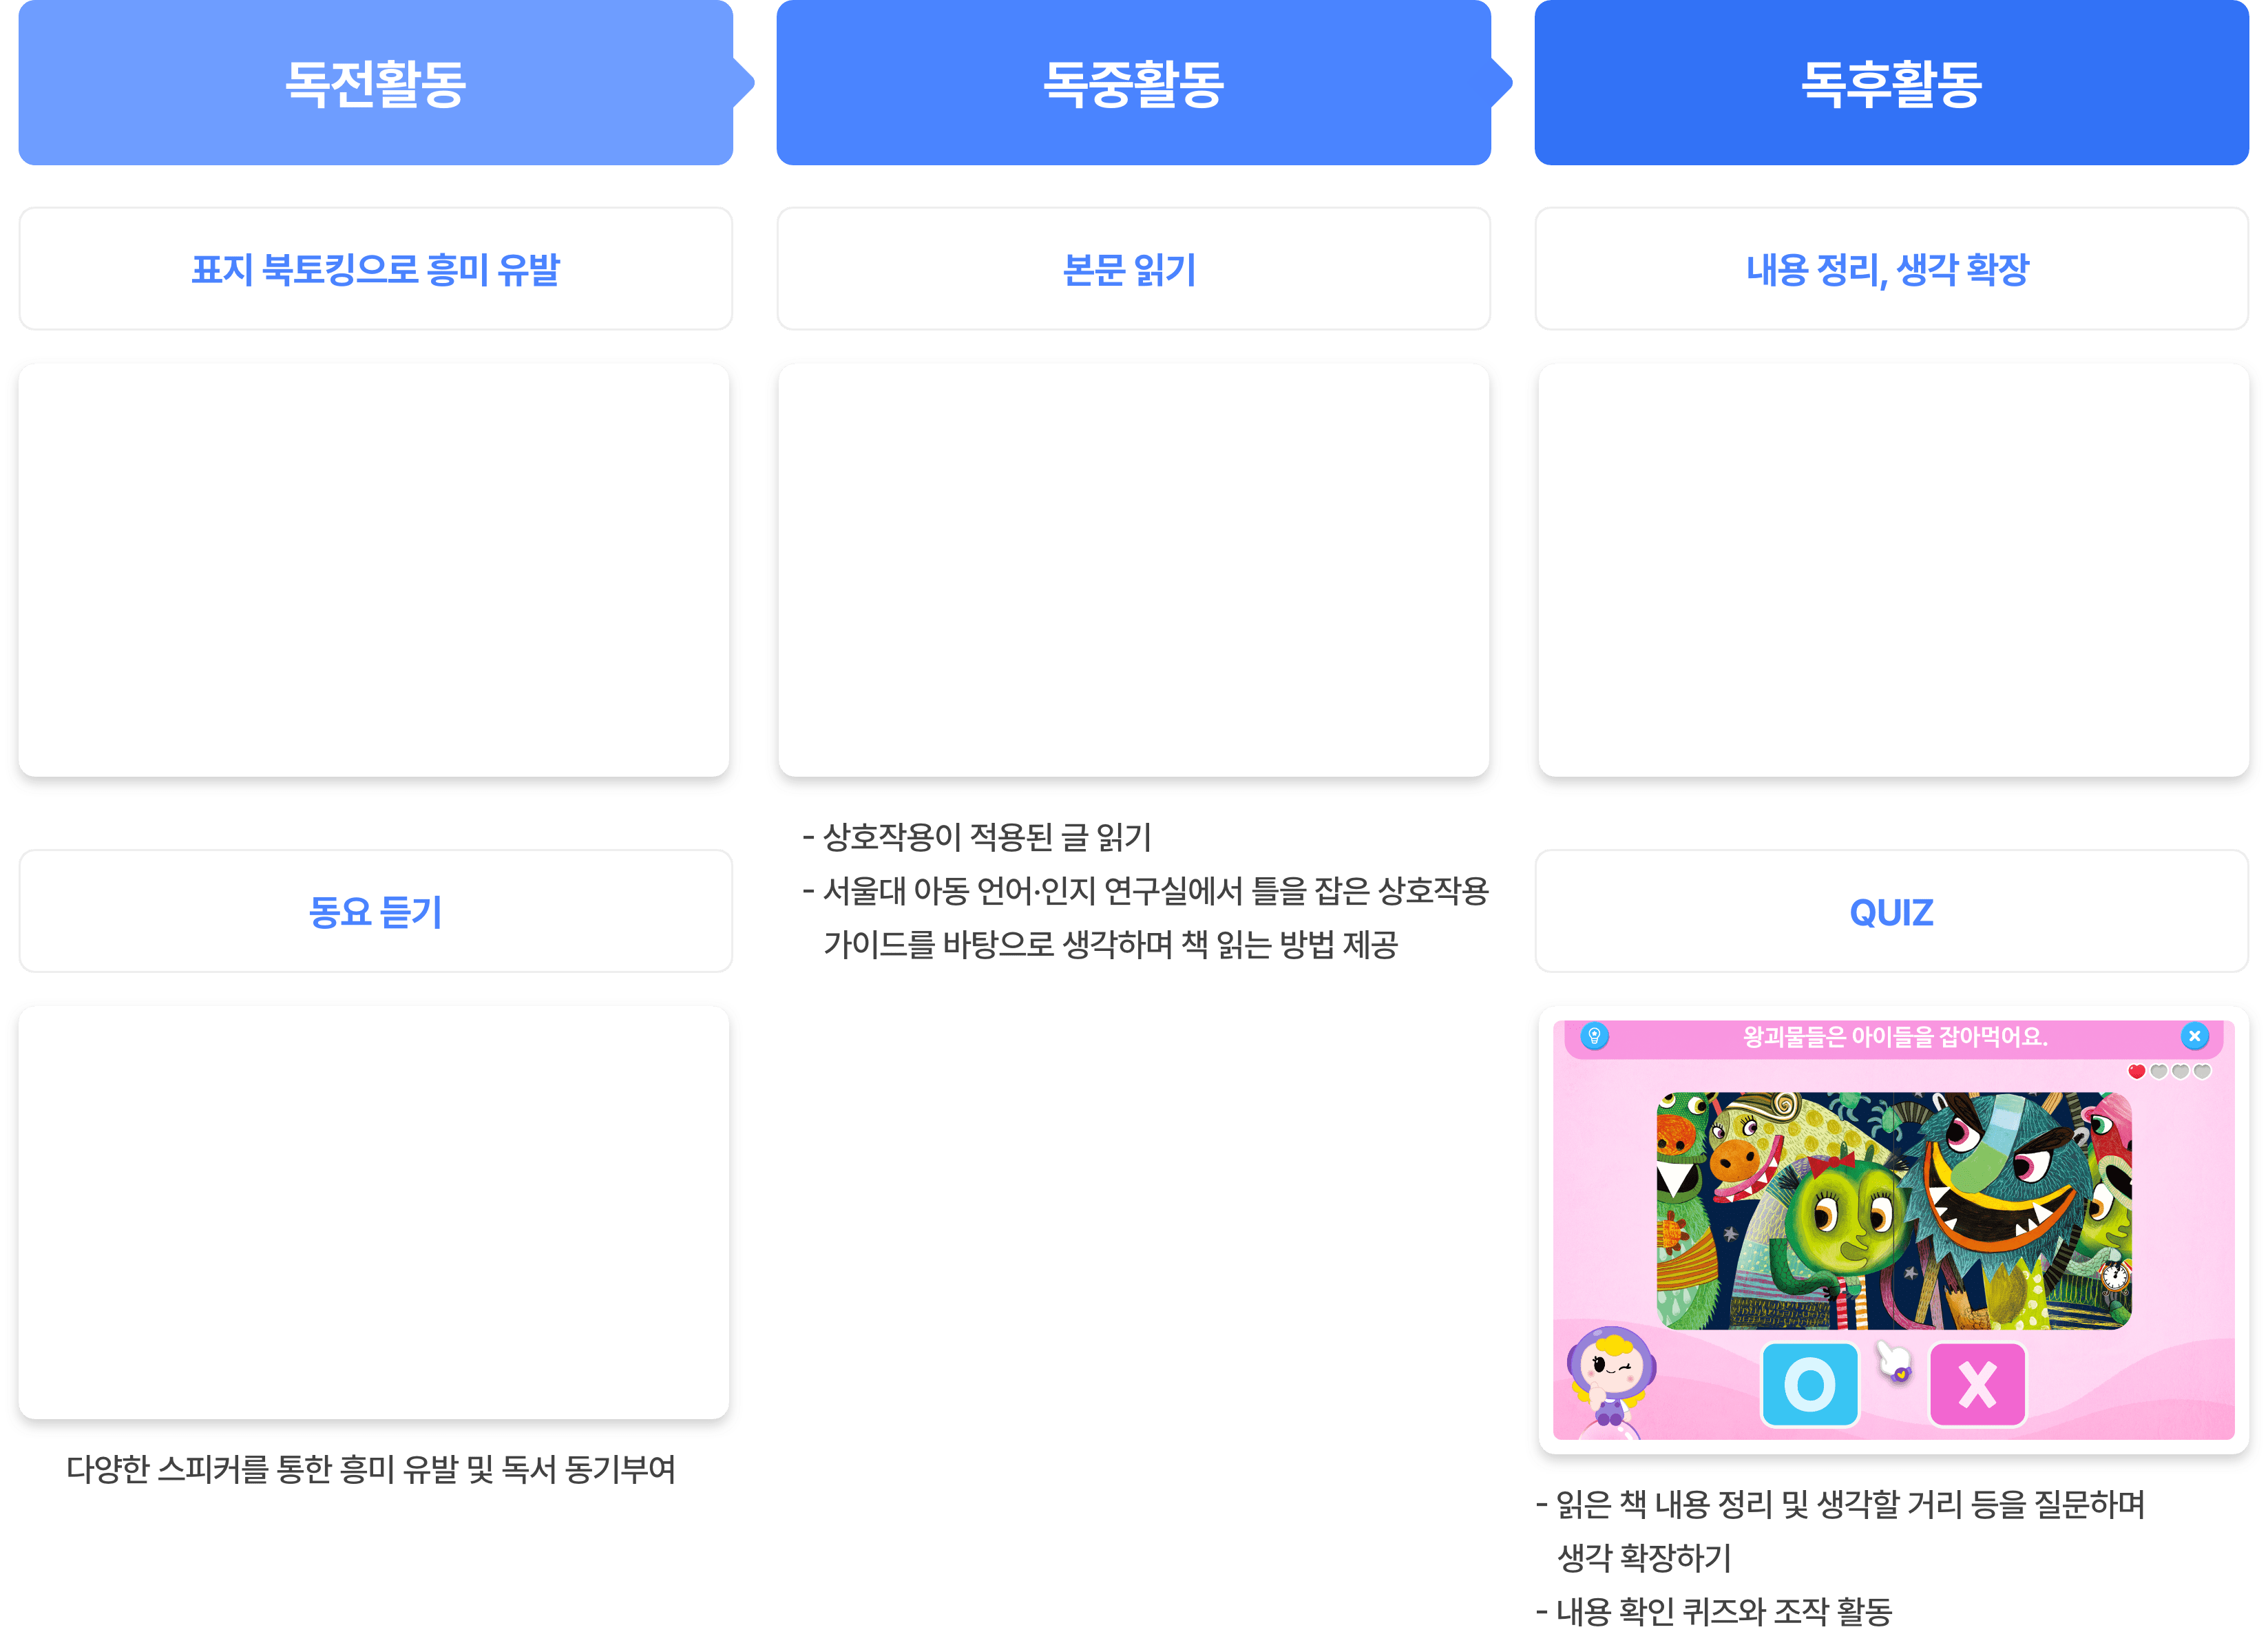 독전활동
표지 북토킹으로 흥미 유발
동요 듣기
다양한 스피커를 통한 흥미 유발 및 독서 동기부여
독중활동
본문 읽기
- 상호작용이 적용된 글 읽기
- 서울대 아동 언어·인지 연구실에서 틀을 잡은 상호작용
가이드를 바탕으로 생각하며 책 읽는 방법 제공
독후활동
내용 정리, 생각 확장
QUIZ
왕괴물들은 아이들을 잡아먹어요.
O X
- 읽은 책 내용 정리 및 생각할 거리 등을 질문하며
생각 확장하기
- 내용 확인 퀴즈와 조작 활동